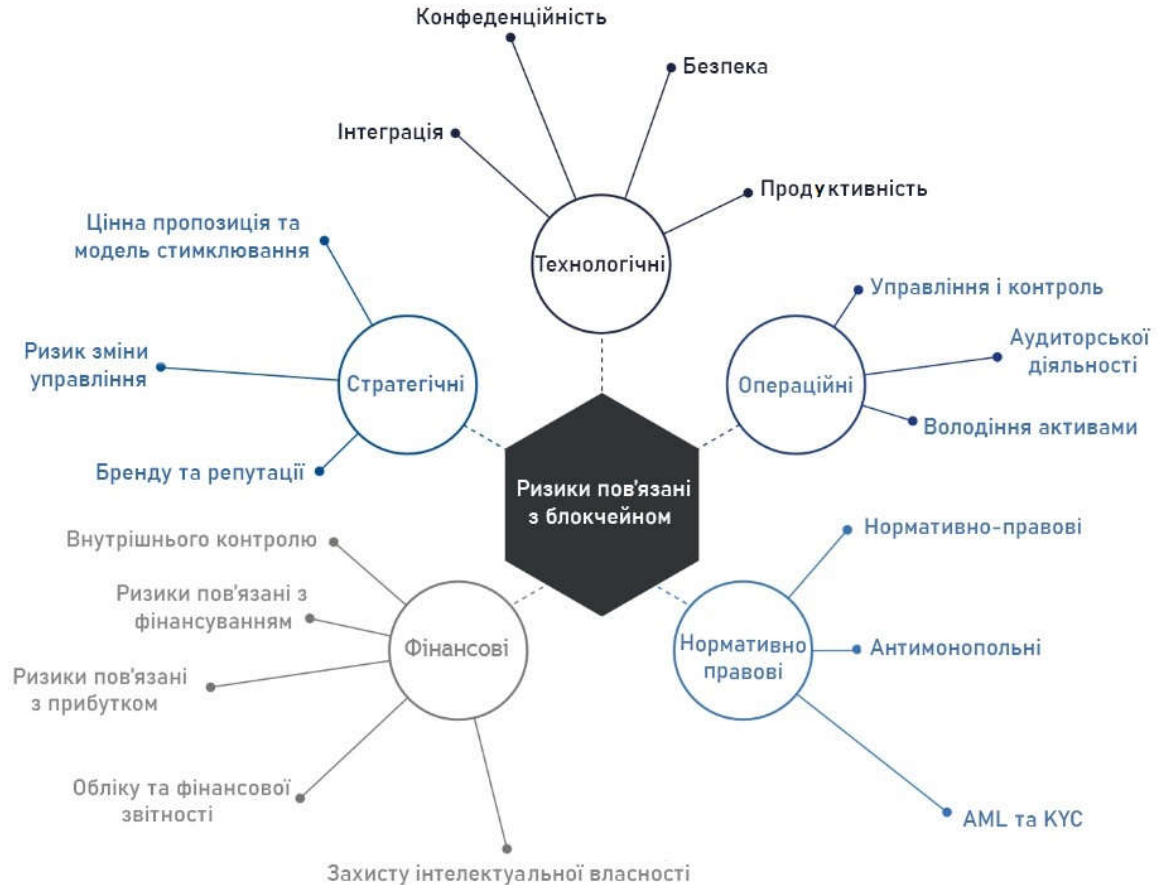 Конфеденційність
Безпека
Інтеграція
Продуктивність
Технологічні
Цінна пропозиція та
модель стимклювання
Ризик зміни
управління
Стратегічні
Бренду та репутації
Управління і контроль
Аудиторської
діяльності
Операційні
Володіння активами
Ризики пов'язані
з блокчейном
Внутрішнього контролю
Ризики пов'язані з
фінансуванням
Фінансові
Ризики пов'язані
з прибутком
Обліку та фінансової
звітності
Захисту інтелектуальної власності
Нормативно-правові
Нормативно
правові
Антимонопольні
AML та KYC